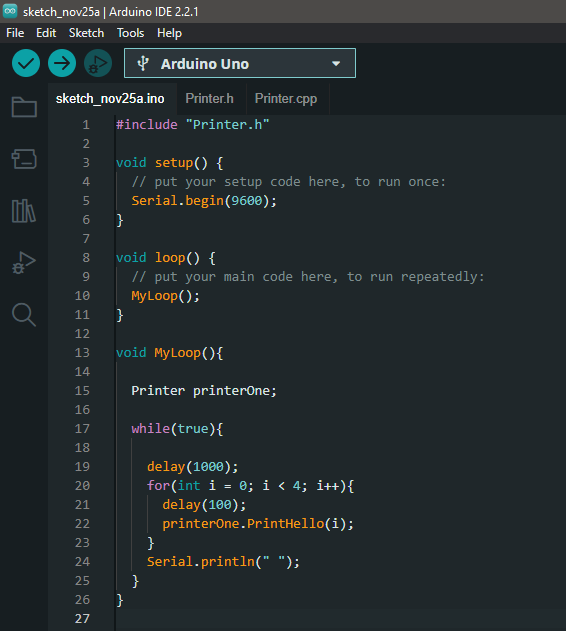 sketch_nov25a | Arduino IDE 2.2.1
File Edit Sketch Tools Help
Arduino Uno
sketch_nov25a.ino Printer.h Printer.cpp
1 #include "Printer.h"
2
3 void setup() {
4 // put your setup code here, to run once:
5 Serial.begin(9600);
6 }
7
8 void loop() {
9 // put your main code here, to run repeatedly:
10 MyLoop();
11 }
12
13 void MyLoop(){
14
15 Printer printerOne;
16
17 while(true){
18
19 delay(1000);
20 for(int i = 0; i < 4; i++){
21 delay(100);
22 printerOne.PrintHello(i);
23 }
24 Serial.println(" ");
25 }
26 }
27